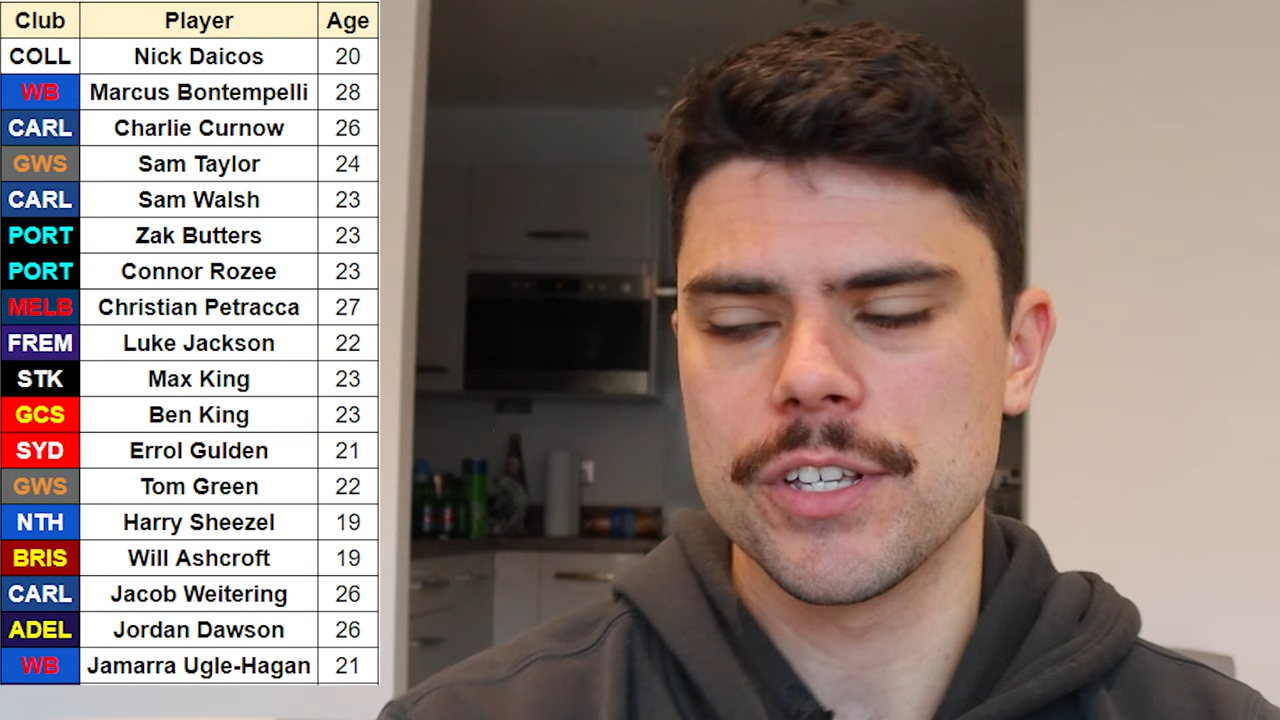 Club Player Age
COLL Nick Daicos 20
WB Marcus Bontempelli 28
CARL Charlie Curnow 26
GWS Sam Taylor 24
CARL Sam Walsh 23
PORT Zak Butters 23
PORT Connor Rozee 23
MELB Christian Petracca 27
FREM Luke Jackson 22
STK Max King 23
GCS Ben King 23
SYD Errol Gulden 21
GWS Tom Green 22
NTH Harry Sheezel 19
BRIS Will Ashcroft 19
CARL Jacob Weitering 26
ADEL Jordan Dawson 26
WB Jamarra Ugle-Hagan 21